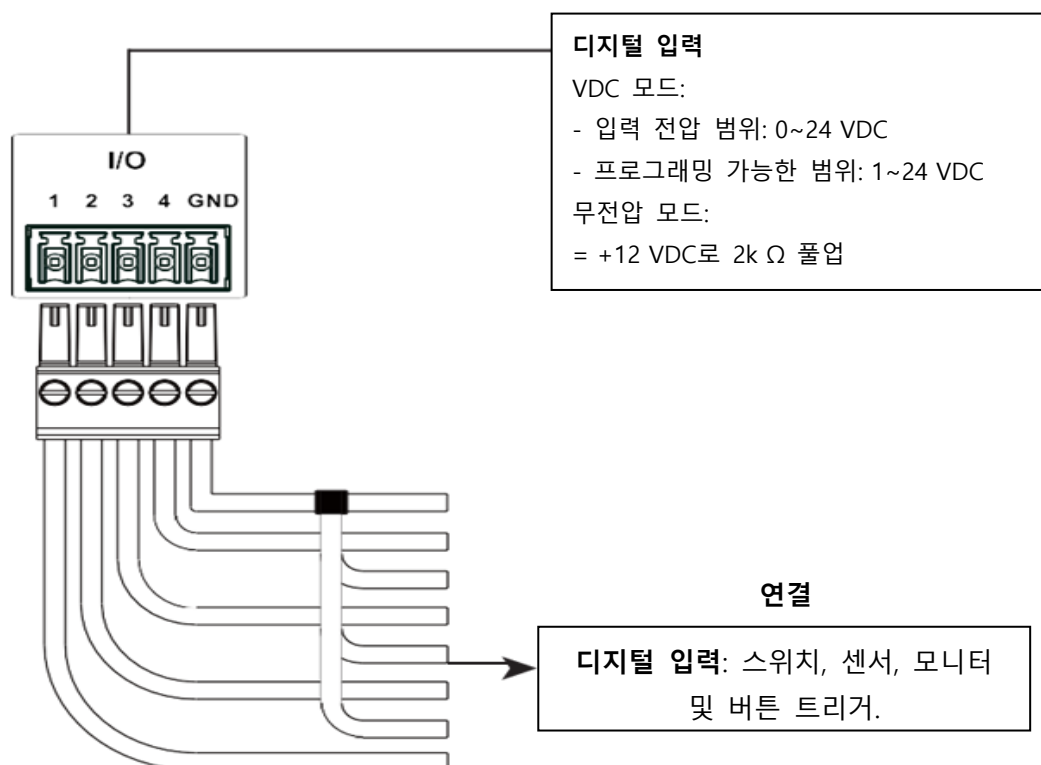 디지털 입력
VDC 모드:
- 입력 전압 범위: 0~24 VDC
- 프로그래밍 가능한 범위: 1~24 VDC
무전압 모드:
= +12 VDC로 2k Ω 풀업
I/O
1 2 3 4 GND
연결
디지털 입력: 스위치, 센서, 모니터
및 버튼 트리거.